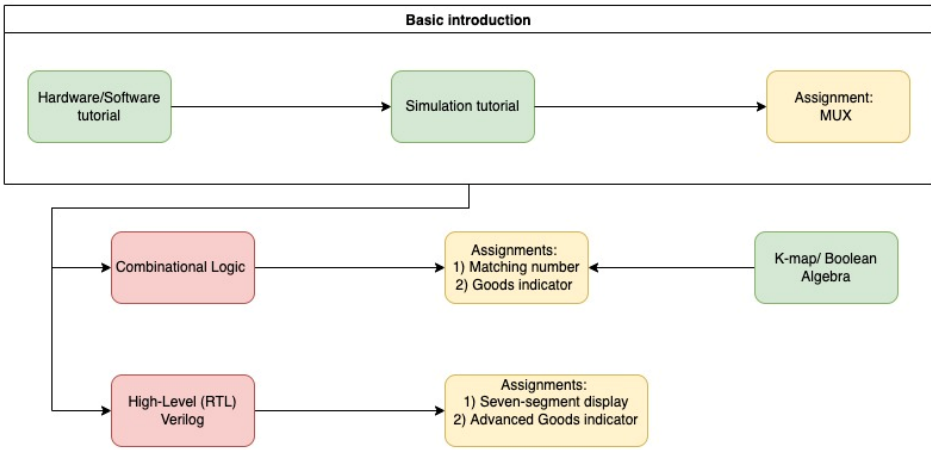 Basic introduction
Hardware/Software
tutorial
Simulation tutorial
Assignment:
MUX
Combinational Logic
Assignments:
1) Matching number
2) Goods indicator
K-map/ Boolean
Algebra
High-Level (RTL)
Verilog
Assignments:
1) Seven-segment display
2) Advanced Goods indicator